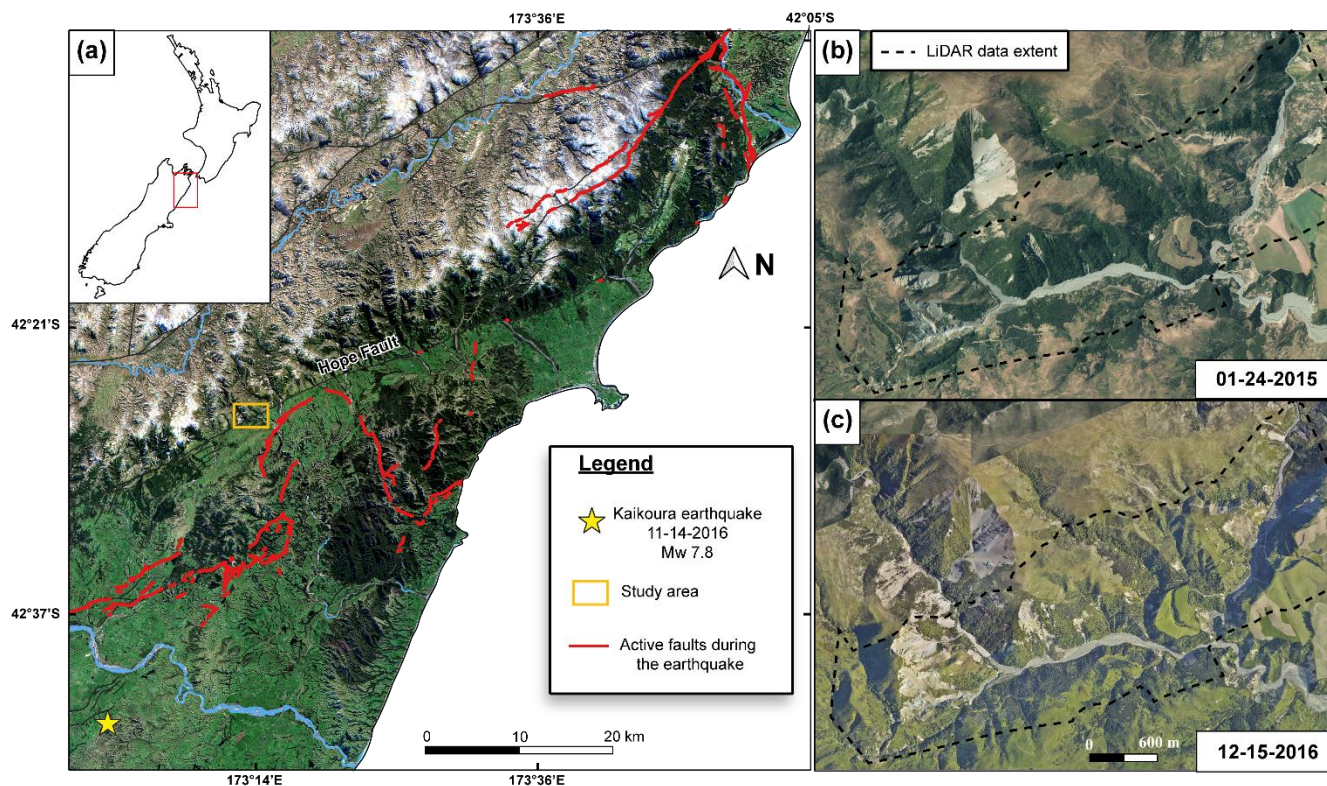 173°36'E
42°05'S
(a)
N
42°21'S
Hope Fault
Legend
Kaikoura earthquake
11-14-2016
Mw 7.8
Study area
Active faults during
the earthquake
42°37'S
0 10 20 km
173°14'E
173°36'E
(b)
LiDAR data extent
01-24-2015
(c)
0 600 m
12-15-2016